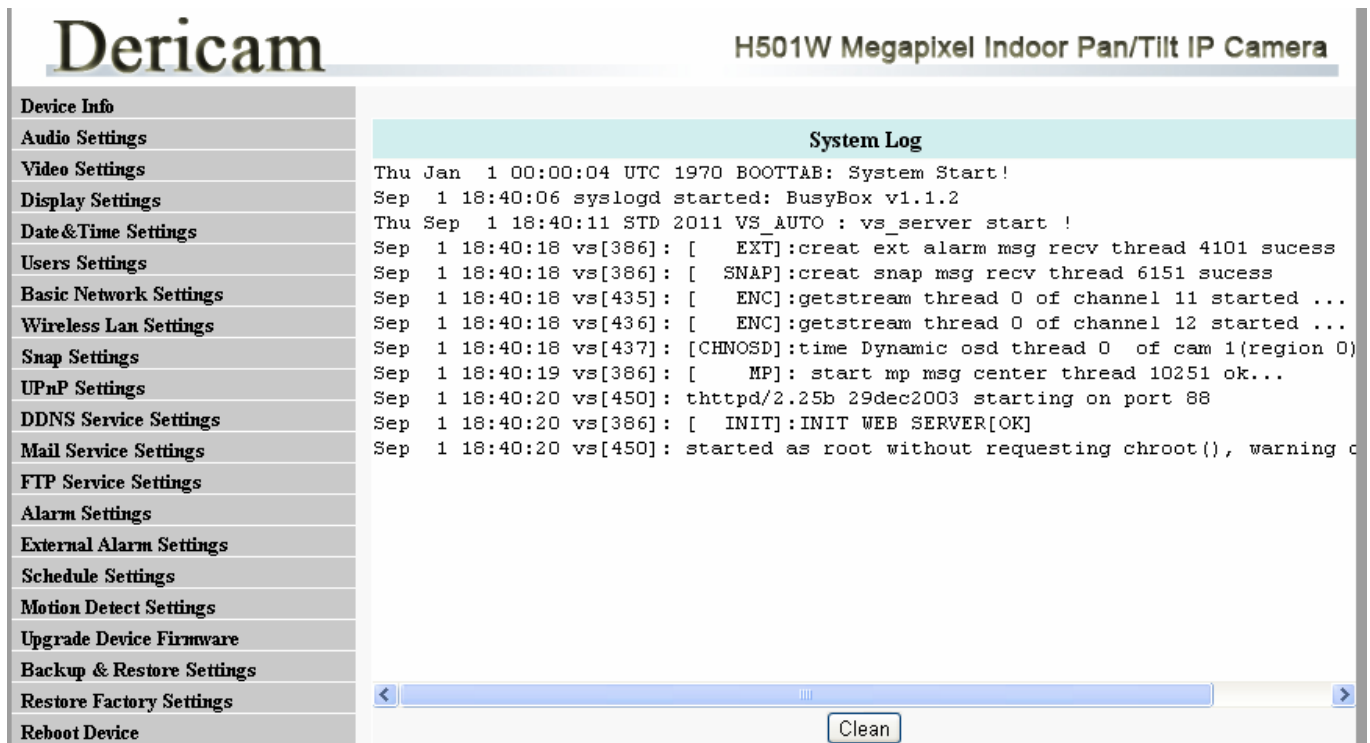 Dericam
H501W Megapixel Indoor Pan/Tilt IP Camera
Device Info
Audio Settings
Video Settings
Display Settings
Date&Time Settings
Users Settings
Basic Network Settings
Wireless Lan Settings
Snap Settings
UPnP Settings
DDNS Service Settings
Mail Service Settings
FTP Service Settings
Alarm Settings
External Alarm Settings
Schedule Settings
Motion Detect Settings
Upgrade Device Firmware
Backup & Restore Settings
Restore Factory Settings
Reboot Device
System Log
Thu Jan  1 00:00:04 UTC 1970 BOOTTAB: System Start!
Sep  1 18:40:06 syslogd started: BusyBox v1.1.2
Thu Sep  1 18:40:11 STD 2011 VS_AUTO : vs_server start !
Sep  1 18:40:18 vs[386]: [   EXT]:creat ext alarm msg recv thread 4101 sucess
Sep  1 18:40:18 vs[386]: [  SNAP]:creat snap msg recv thread 6151 sucess
Sep  1 18:40:18 vs[435]: [   ENC]:getstream thread 0 of channel 11 started ...
Sep  1 18:40:18 vs[436]: [   ENC]:getstream thread 0 of channel 12 started ...
Sep  1 18:40:18 vs[437]: [CHNOSD]:time Dynamic osd thread 0  of cam 1(region 0)
Sep  1 18:40:19 vs[386]: [    MP]: start mp msg center thread 10251 ok...
Sep  1 18:40:20 vs[450]: thttpd/2.25b 29dec2003 starting on port 88
Sep  1 18:40:20 vs[386]: [  INIT]:INIT WEB SERVER[OK]
Sep  1 18:40:20 vs[450]: started as root without requesting chroot(), warning
Clean